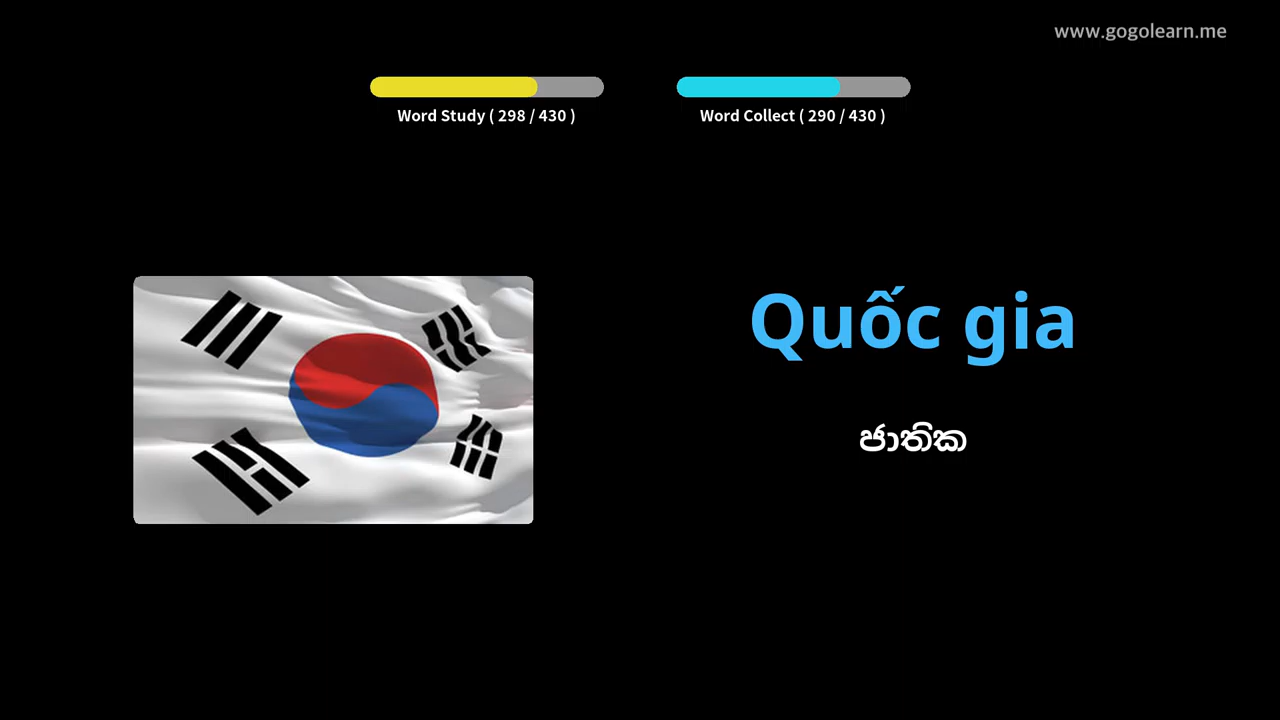 www.gogolearn.me
Word Study ( 298 / 430 )
Word Collect ( 290 / 430 )
Quốc gia
ජාතික